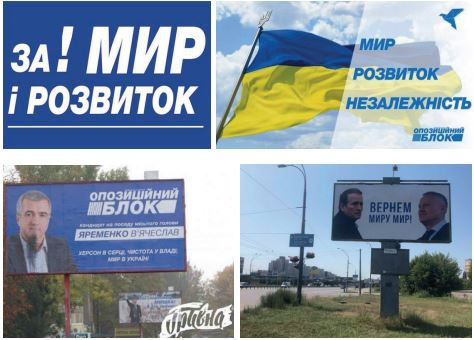 ЗА! МИР
і РОЗВИТОК
МИР
РОЗВИТОК
НЕЗАЛЕЖНІСТЬ
ОПОЗИЦІЙНИЙ
БЛОК
ОПОЗИЦІЙНИЙ
БЛОК
кандидат на посаду міського голови
ЯРЕМЕНКО В'ЯЧЕСЛАВ
ХЕРСОН В СЕРЦІ, ЧИСТОТА У ВЛАДІ,
МИР В УКРАЇНІ
Правда
ВЕРНЕМ
МИРУ МИР!